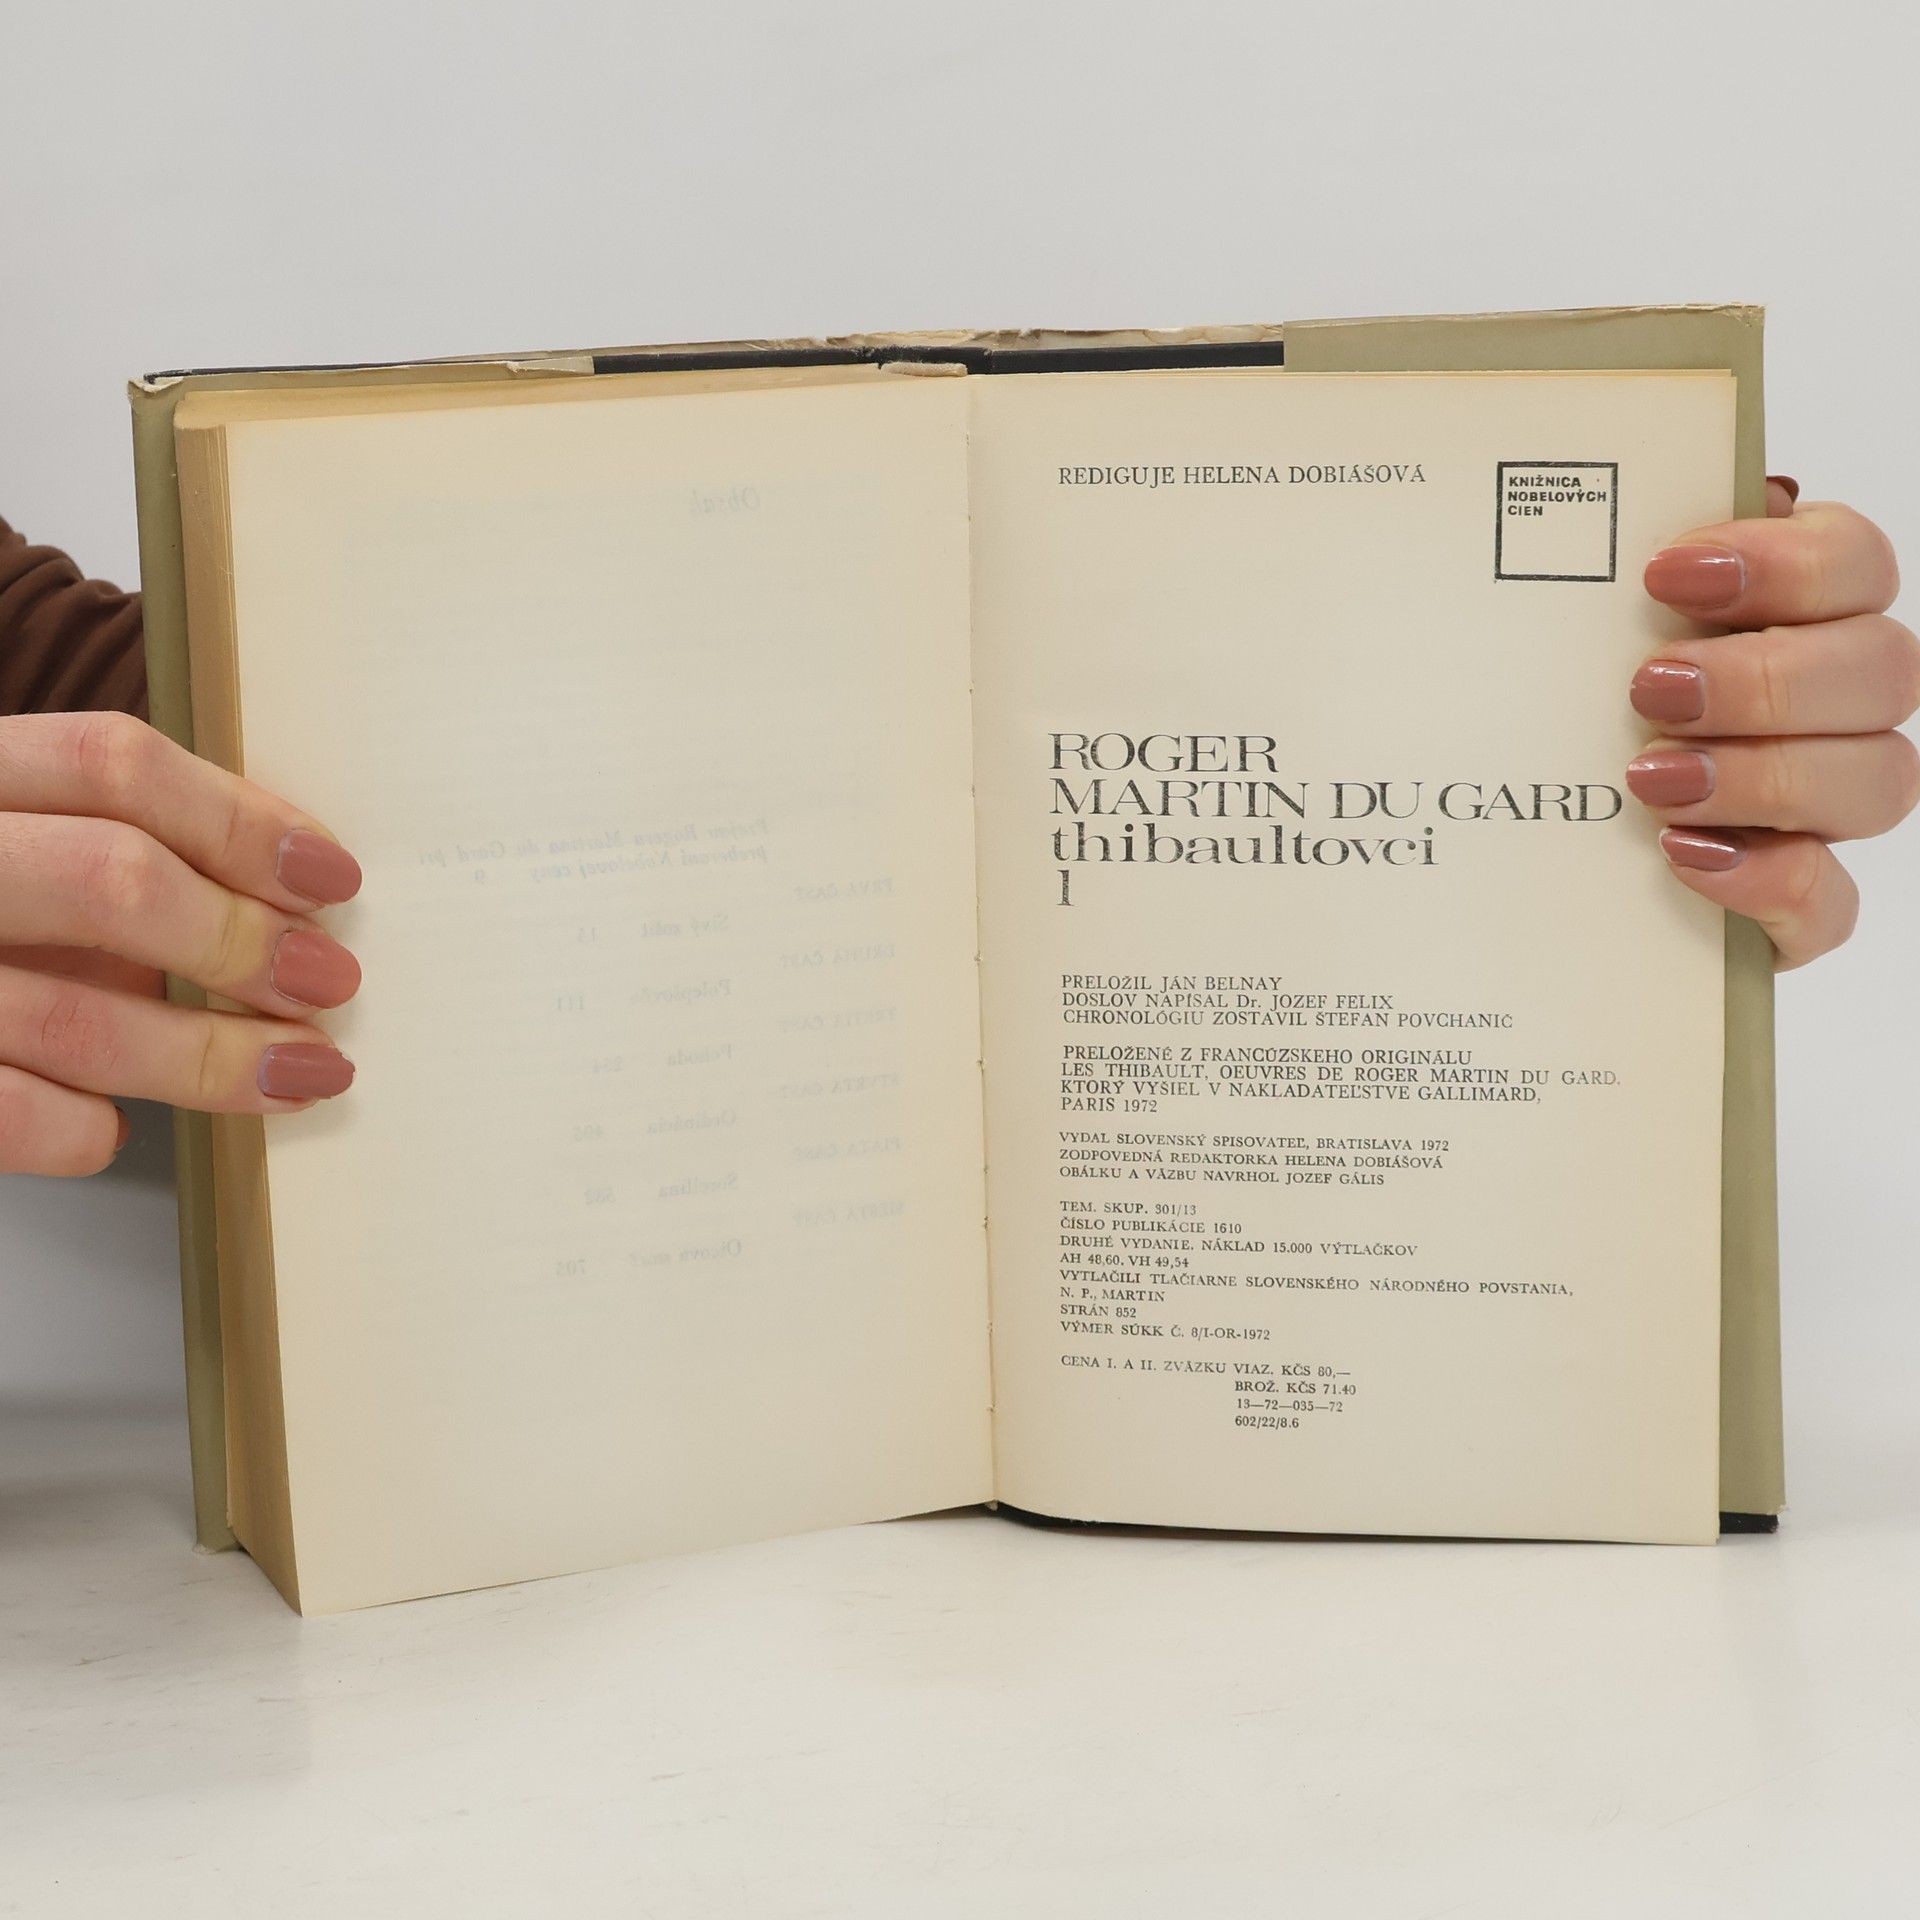 REDIGUJE HELENA DOBIÁŠOVÁ
KNIŽNICA
NOBELOVÝCH
CIEN
ROGER
MARTIN DU GARD
thibaultovci
1
PRELOŽIL JÁN BELNAY
DOSLOV NAPÍSAL Dr. JOZEF FELIX
CHRONOLÓGIU ZOSTAVIL ŠTEFAN POVCHANIČ
PRELOŽENÉ Z FRANCÚZSKEHO ORIGINÁLU
LES THIBAULT, OEUVRES DE ROGER MARTIN DU GARD,
KTORÝ VYŠIEL V NAKLADATEĽSTVE GALLIMARD,
PARIS 1972
VYDAL SLOVENSKÝ SPISOVATEĽ, BRATISLAVA 1972
ZODPOVEDNÁ REDAKTORKA HELENA DOBIÁŠOVÁ
OBÁLKU A VÄZBU NAVRHOL JOZEF GÁLIS
TEM. SKUP. 301/13
ČÍSLO PUBLIKÁCIE 1610
DRUHÉ VYDANIE. NÁKLAD 15.000 VÝTLAČKOV
AH 48,60. VH 49,54
VYTLAČILI TLAČIARNE SLOVENSKÉHO NÁRODNÉHO POVSTANIA,
N. P., MARTIN
STRÁN 852
VÝMER SÚKK Č. 8/I-OR-1972
CENA I. A II. ZVÄZKU VIAZ. KČS 80,—
BROŽ. KČS 71.40
13—72—035—72
602/22/8.6